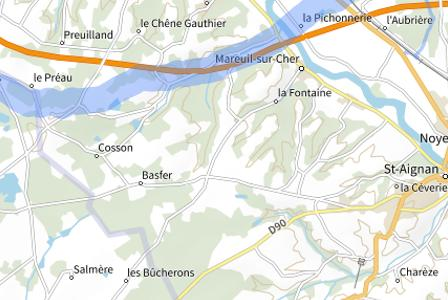 le Chêne Gauthier
la Pichonnerie
l'Aubrière
Preuilland
Mareuil-sur-Cher
le Préau
la Fontaine
Noye
Cosson
St-Aignan
Basfer
la Céverie
D90
Salmère
les Bûcherons
Charèze